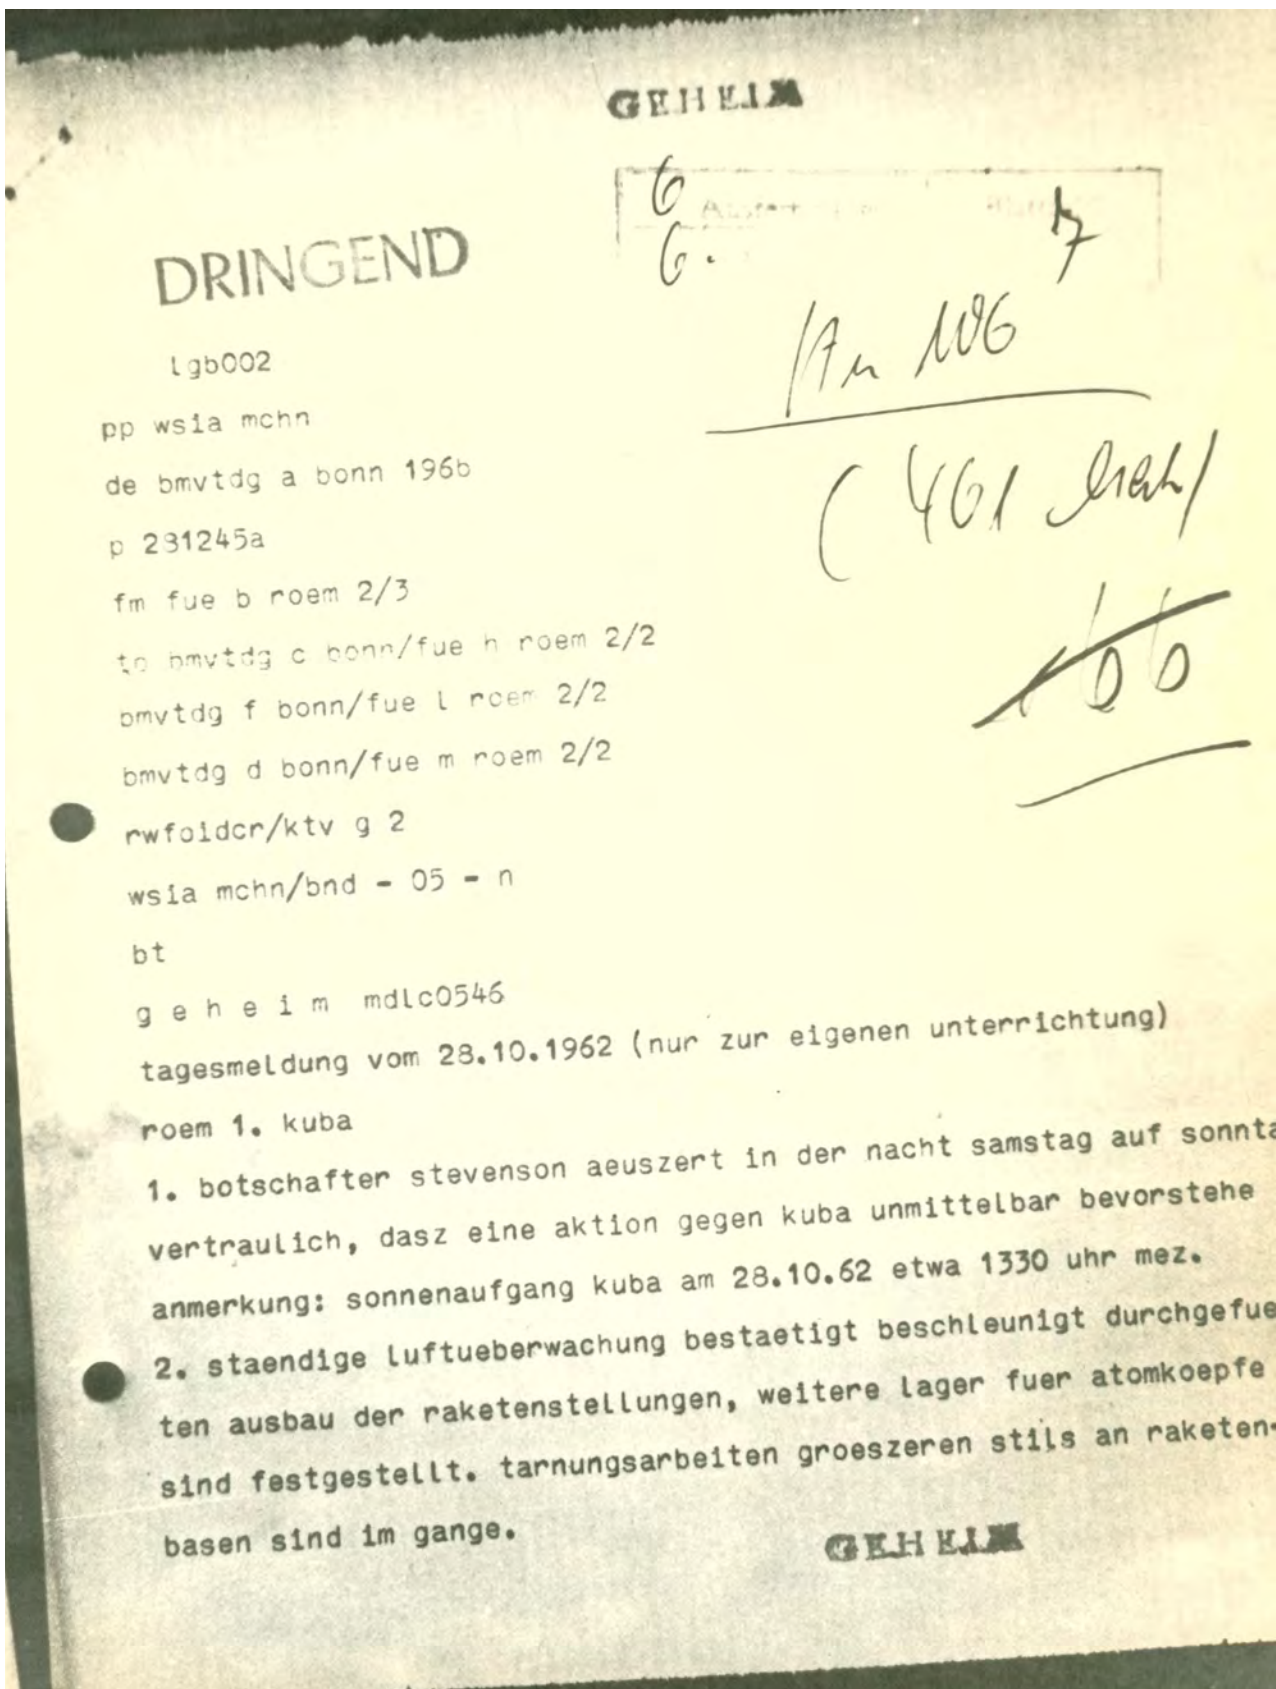 GEHEIM
6
6.
7
DRINGEND
An 106
lgb002
pp wsia mchn
de bmvtdg a bonn 196b
(461
p 281245a
fm fue b roem 2/3
to bmvtdg c bonn/fue h roem 2/2
bmvtdg f bonn/fue l roem 2/2
bmvtdg d bonn/fue m roem 2/2
rwfoidcr/ktv g 2
wsia mchn/bnd - 05 - n
bt
g e h e i m mdlc0546
tagesmeldung vom 28.10.1962 (nur zur eigenen unterrichtung)
roem 1. kuba
1. botschafter stevenson aeuszert in der nacht samstag auf sonnta
vertraulich, dasz eine aktion gegen kuba unmittelbar bevorstehe
anmerkung: sonnenaufgang kuba am 28.10.62 etwa 1330 uhr mez.
2. staendige luftueberwachung bestaetigt beschleunigt durchgefue
ten ausbau der raketenstellungen, weitere lager fuer atomkoepfe
sind festgestellt. tarnungsarbeiten groeszeren stils an raketen-
basen sind im gange.
GEHEIM